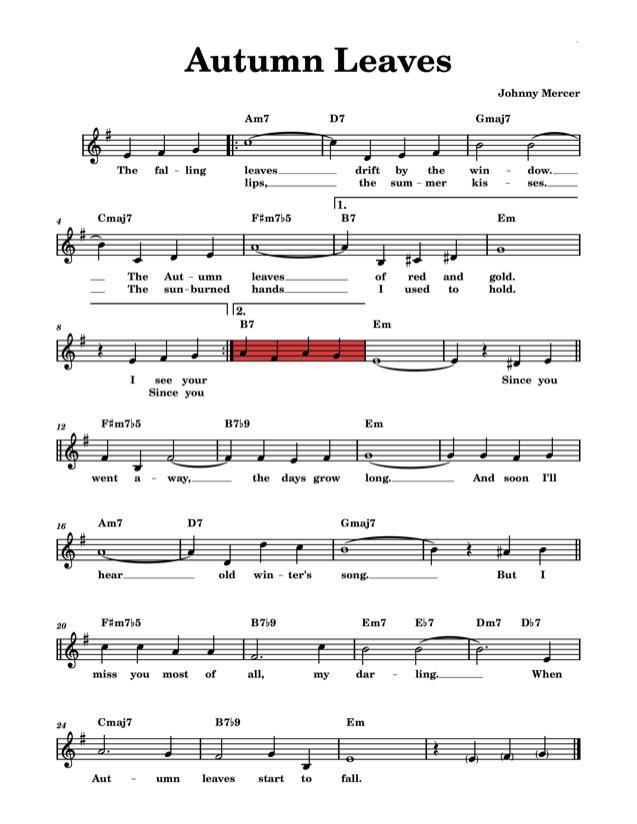 Autumn Leaves
Johnny Mercer
Am7 D7 Gmaj7
The fal - ling leaves drift by the win - dow.
lips, the sum - mer kis - ses.
1.
4 Cmaj7 F♯m7♭5 B7 Em
The Aut - umn leaves of red and gold.
The sun - burned hands I used to hold.
2.
8 B7 Em
I see your Since you
Since you
12 F♯m7♭5 B7♭9 Em
went a - way, the days grow long. And soon I'll
16 Am7 D7 Gmaj7
hear old win - ter's song. But I
20 F♯m7♭5 B7♭9 Em7 E♭7 Dm7 D♭7
miss you most of all, my dar - ling. When
24 Cmaj7 B7♭9 Em
Aut - umn leaves start to fall.